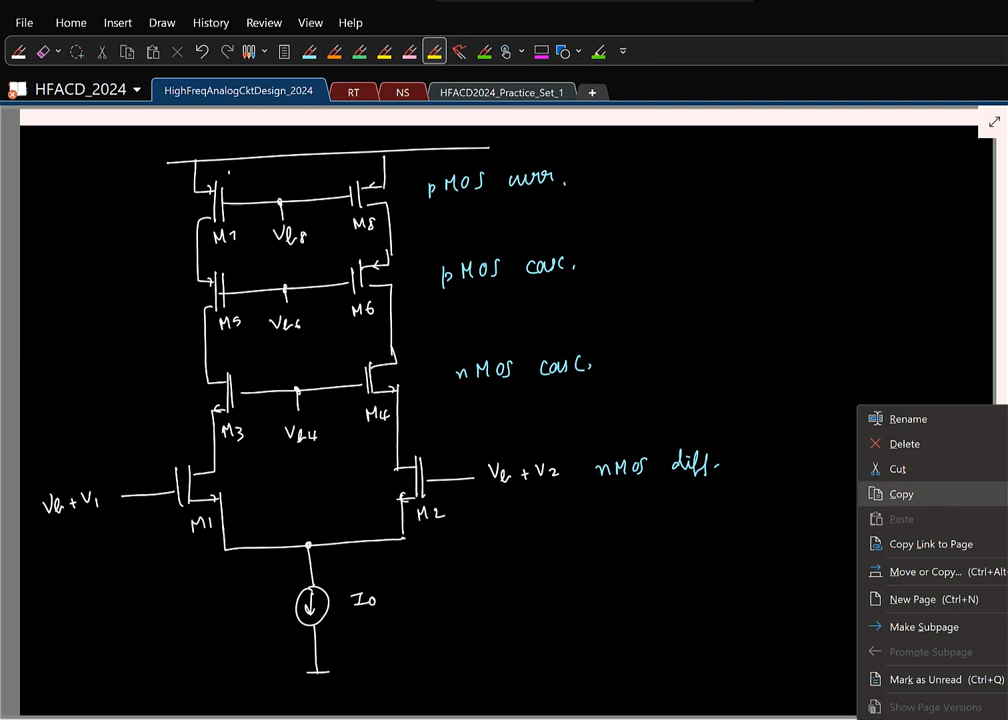 File Home Insert Draw History Review View Help
HFACD_2024 HighFreqAnalogCktDesign_2024 RT NS HFACD2024_Practice_Set_1 +
pMOS curr.
M7 Vb8 M8
pMOS casc.
M5 Vb6 M6
nMOS casc.
M3 Vb4 M4
Vb + V1 M1 M2 Vb + V2 nMOS diff.
I0
Rename
Delete
Cut
Copy
Paste
Copy Link to Page
Move or Copy... (Ctrl+Alt+
New Page (Ctrl+N)
Make Subpage
Promote Subpage
Mark as Unread (Ctrl+Q)
Show Page Versions